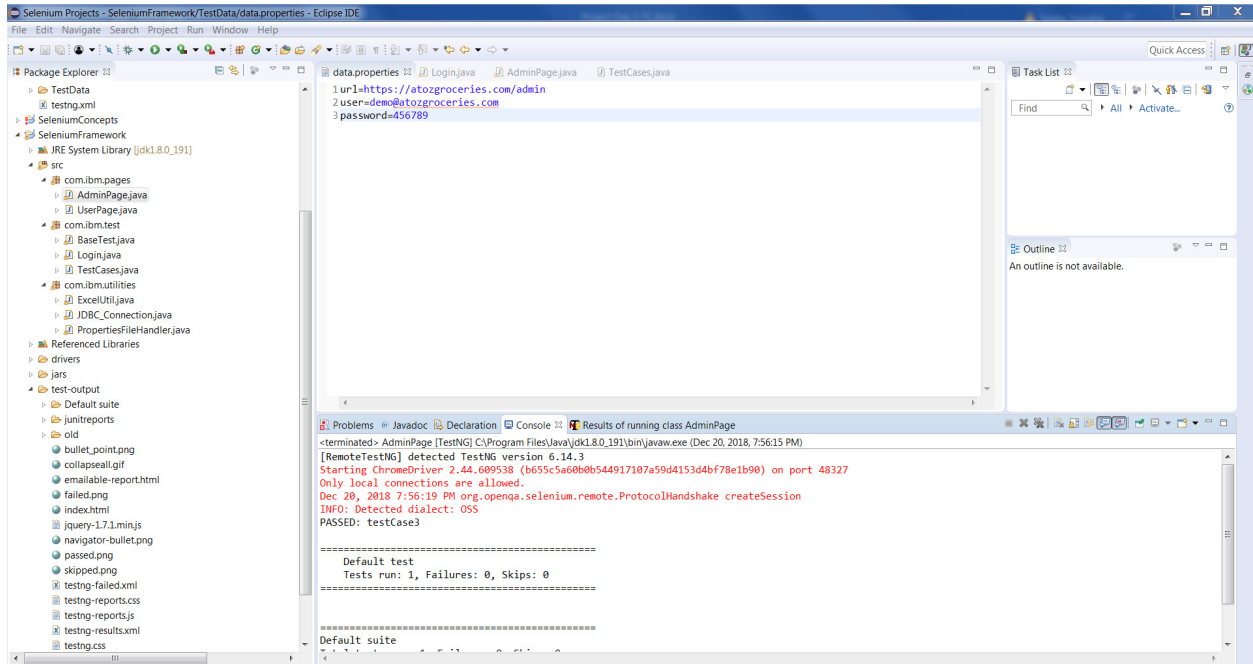 Selenium Projects - SeleniumFramework/TestData/data.properties - Eclipse IDE
File Edit Navigate Search Project Run Window Help
Quick Access
Package Explorer
TestData
testng.xml
SeleniumConcepts
SeleniumFramework
JRE System Library [jdk1.8.0_191]
src
com.ibm.pages
AdminPage.java
UserPage.java
com.ibm.test
BaseTest.java
Login.java
TestCases.java
com.ibm.utilities
ExcelUtil.java
JDBC_Connection.java
PropertiesFileHandler.java
Referenced Libraries
drivers
jars
test-output
Default suite
junitreports
old
bullet_point.png
collapseall.gif
emailable-report.html
failed.png
index.html
jquery-1.7.1.min.js
navigator-bullet.png
passed.png
skipped.png
testng-failed.xml
testng-reports.css
testng-reports.js
testng-results.xml
testng.css
data.properties Login.java AdminPage.java TestCases.java
1 url=https://atozgroceries.com/admin
2 user=demo@atozgroceries.com
3 password=456789
Task List
Find All Activate...
Outline
An outline is not available.
Problems Javadoc Declaration Console Results of running class AdminPage
<terminated> AdminPage [TestNG] C:\Program Files\Java\jdk1.8.0_191\bin\javaw.exe (Dec 20, 2018, 7:56:15 PM)
[RemoteTestNG] detected TestNG version 6.14.3
Starting ChromeDriver 2.44.609538 (b655c5a60b0b544917107a59d4153d4bf78e1b90) on port 48327
Only local connections are allowed.
Dec 20, 2018 7:56:19 PM org.openqa.selenium.remote.ProtocolHandshake createSession
INFO: Detected dialect: OSS
PASSED: testCase3
===============================================
Default test
Tests run: 1, Failures: 0, Skips: 0
===============================================
===============================================
Default suite